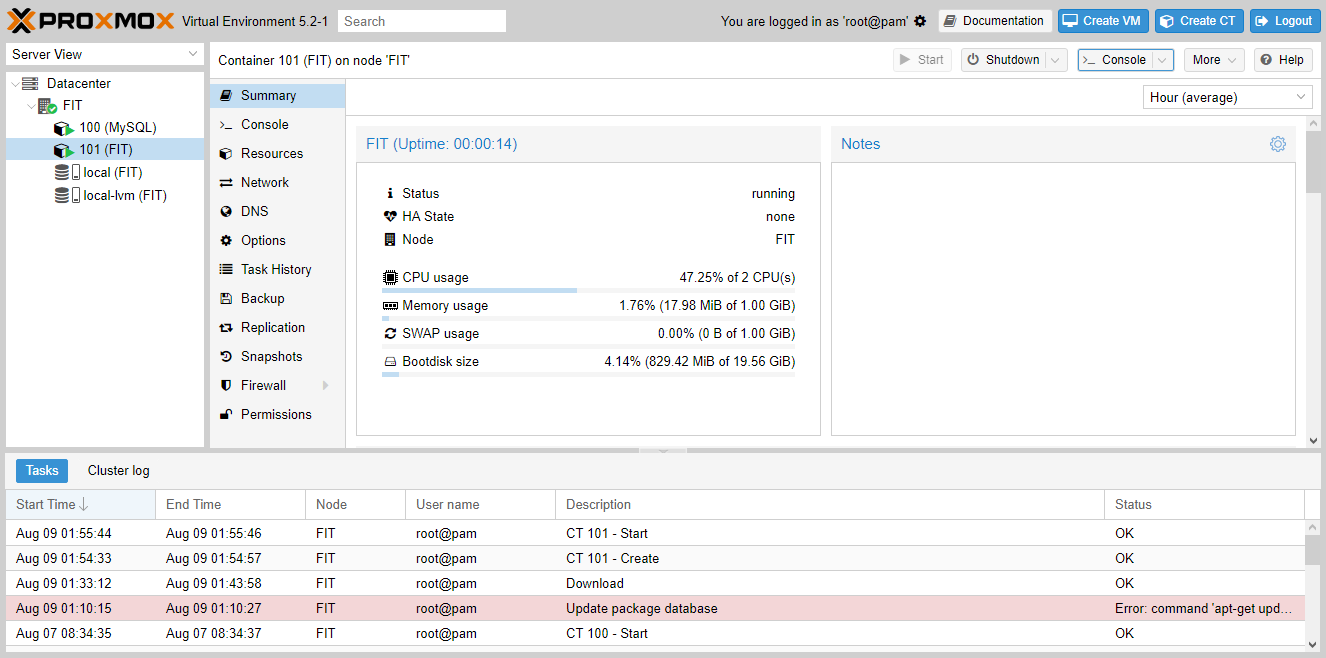 PROXMOX Virtual Environment 5.2-1 Search You are logged in as 'root@pam' Documentation Create VM Create CT Logout
Server View
Container 101 (FIT) on node 'FIT' Start Shutdown Console More Help
Datacenter
FIT
100 (MySQL)
101 (FIT)
local (FIT)
local-lvm (FIT)
Summary
Console
Resources
Network
DNS
Options
Task History
Backup
Replication
Snapshots
Firewall
Permissions
Hour (average)
FIT (Uptime: 00:00:14)
Status running
HA State none
Node FIT
CPU usage 47.25% of 2 CPU(s)
Memory usage 1.76% (17.98 MiB of 1.00 GiB)
SWAP usage 0.00% (0 B of 1.00 GiB)
Bootdisk size 4.14% (829.42 MiB of 19.56 GiB)
Notes
Tasks Cluster log
Start Time End Time Node User name Description Status
Aug 09 01:55:44 Aug 09 01:55:46 FIT root@pam CT 101 - Start OK
Aug 09 01:54:33 Aug 09 01:54:57 FIT root@pam CT 101 - Create OK
Aug 09 01:33:12 Aug 09 01:43:58 FIT root@pam Download OK
Aug 09 01:10:15 Aug 09 01:10:27 FIT root@pam Update package database Error: command 'apt-get upd...
Aug 07 08:34:35 Aug 07 08:34:37 FIT root@pam CT 100 - Start OK